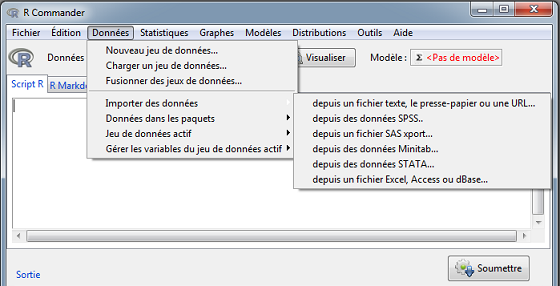 R Commander
Fichier Édition Données Statistiques Graphes Modèles Distributions Outils Aide
Données Visualiser Modèle : Σ <Pas de modèle>
Nouveau jeu de données...
Charger un jeu de données...
Fusionner des jeux de données...
Script R R Markd
Importer des données
depuis un fichier texte, le presse-papier ou une URL...
Données dans les paquets
depuis des données SPSS..
Jeu de données actif
depuis un fichier SAS xport...
Gérer les variables du jeu de données actif
depuis des données Minitab...
depuis des données STATA...
depuis un fichier Excel, Access ou dBase...
Sortie
Soumettre